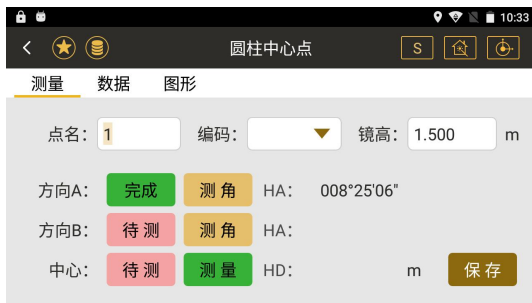 10:33
圆柱中心点 S
测量 数据 图形
点名: 1 编码: 镜高: 1.500 m
方向A: 完成 测角 HA: 008°25'06"
方向B: 待测 测角 HA:
中心: 待测 测量 HD: m 保存